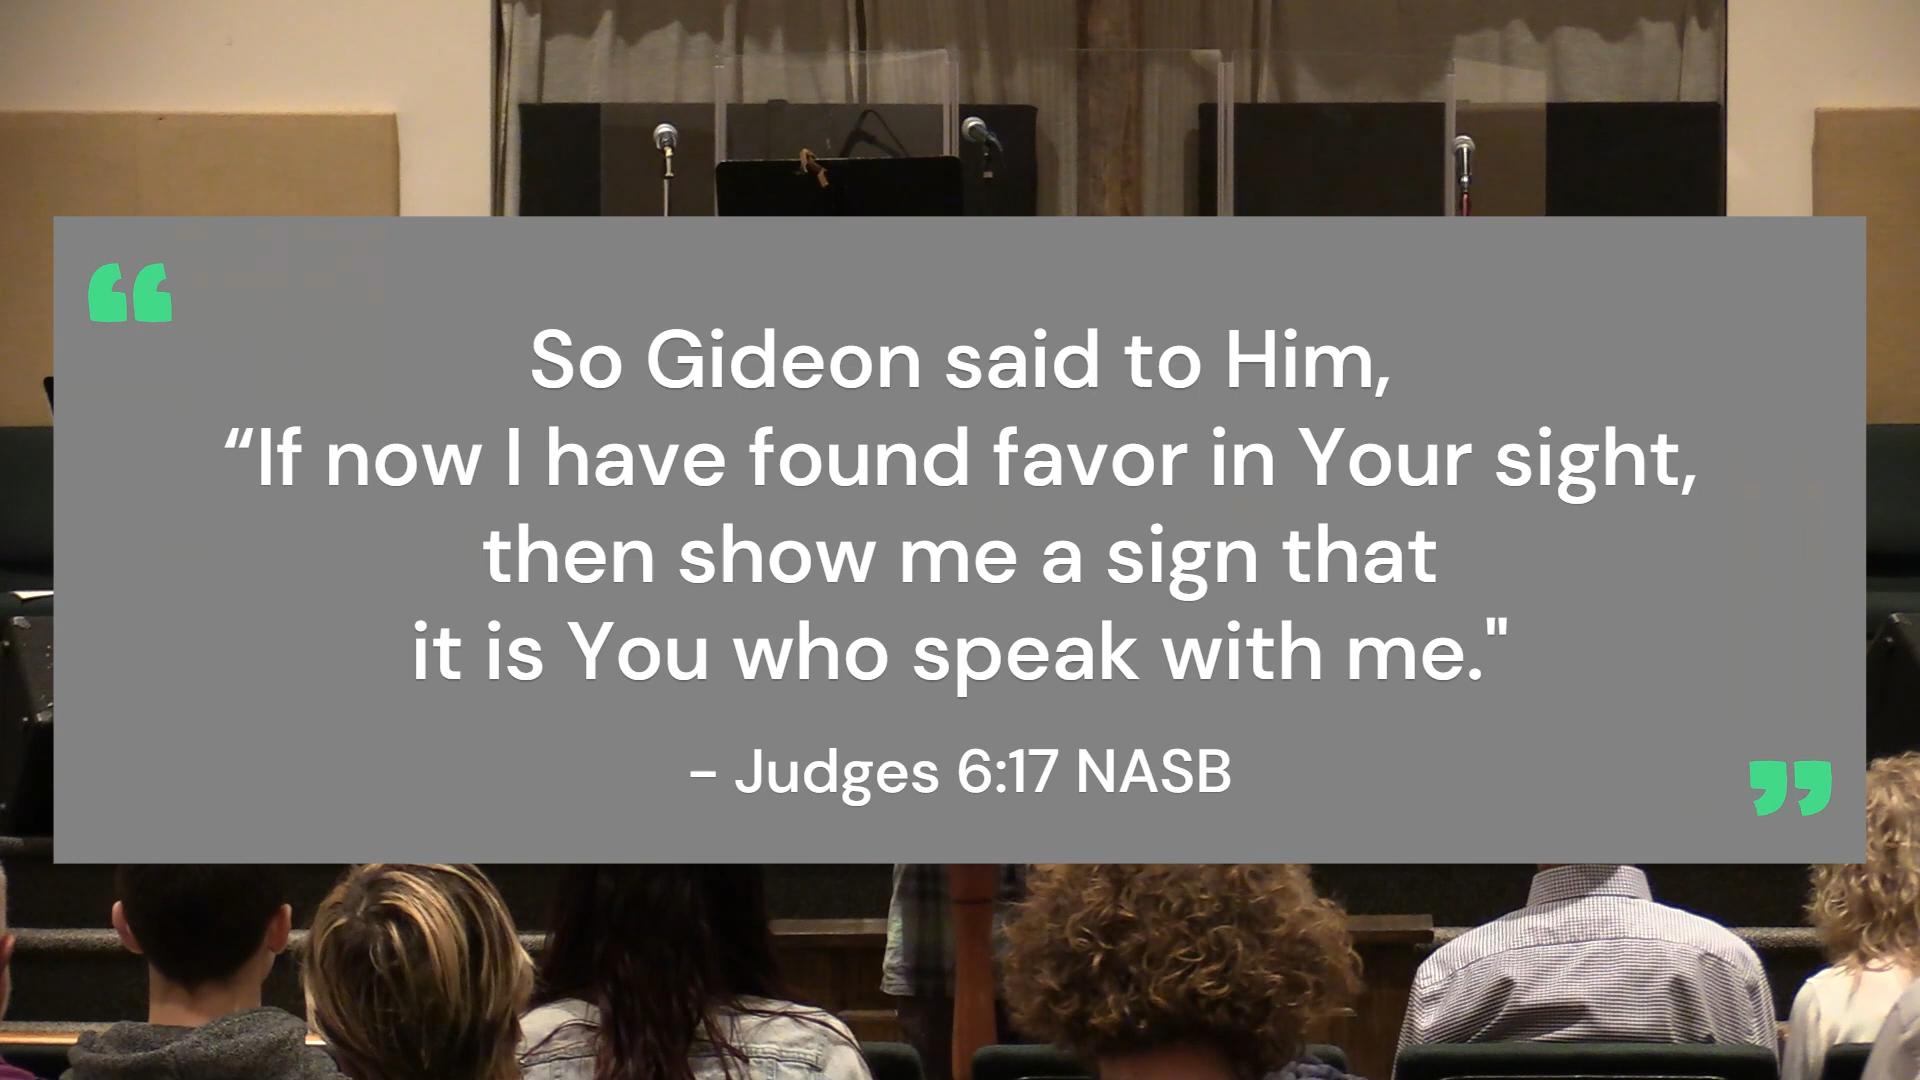 “
So Gideon said to Him,
“If now I have found favor in Your sight,
then show me a sign that
it is You who speak with me."
- Judges 6:17 NASB
”